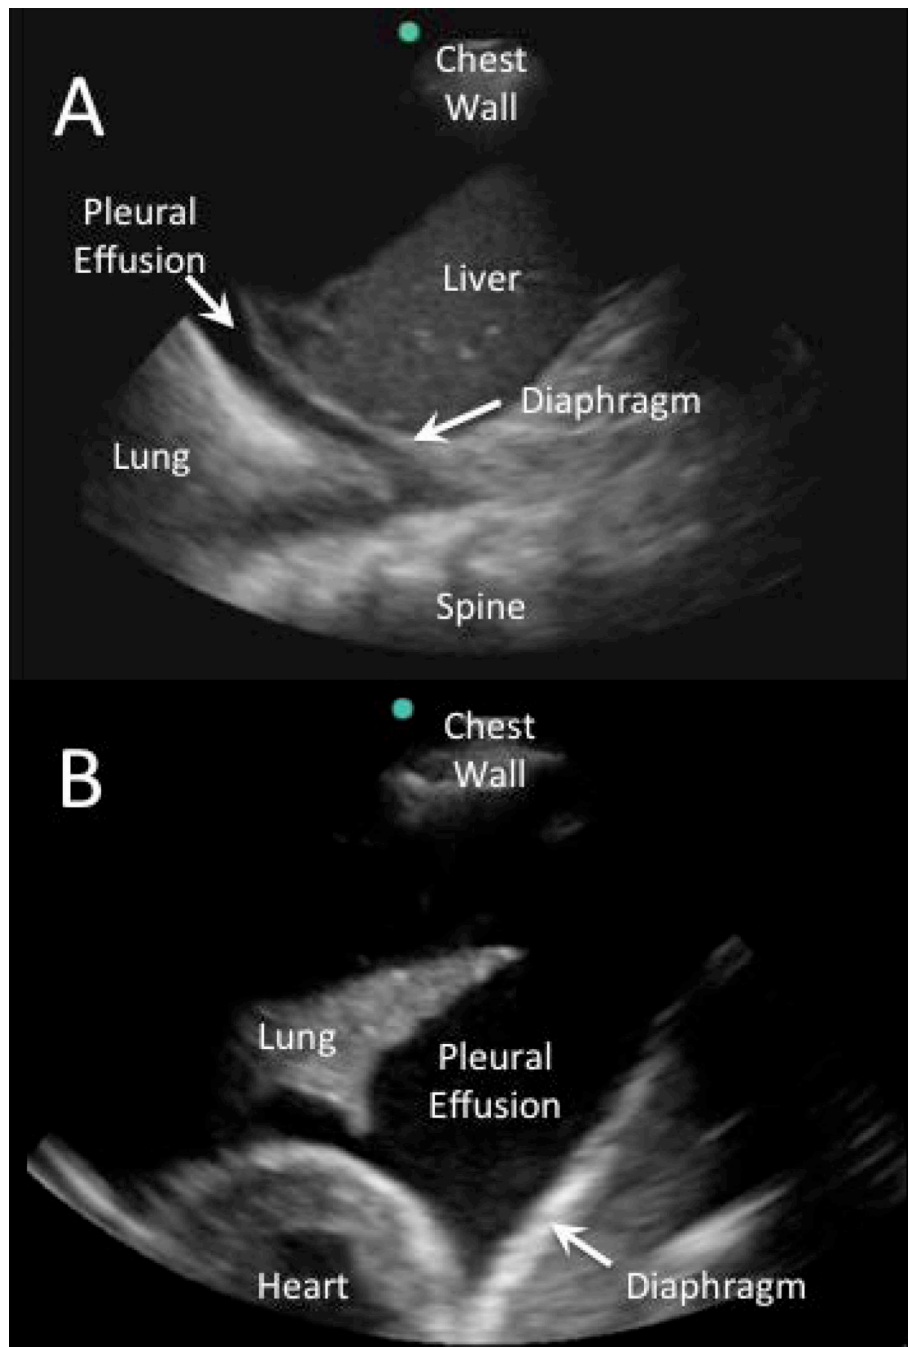 A
Chest
Wall
Pleural
Effusion
Liver
Diaphragm
Lung
Spine
B
Chest
Wall
Lung
Pleural
Effusion
Heart
Diaphragm